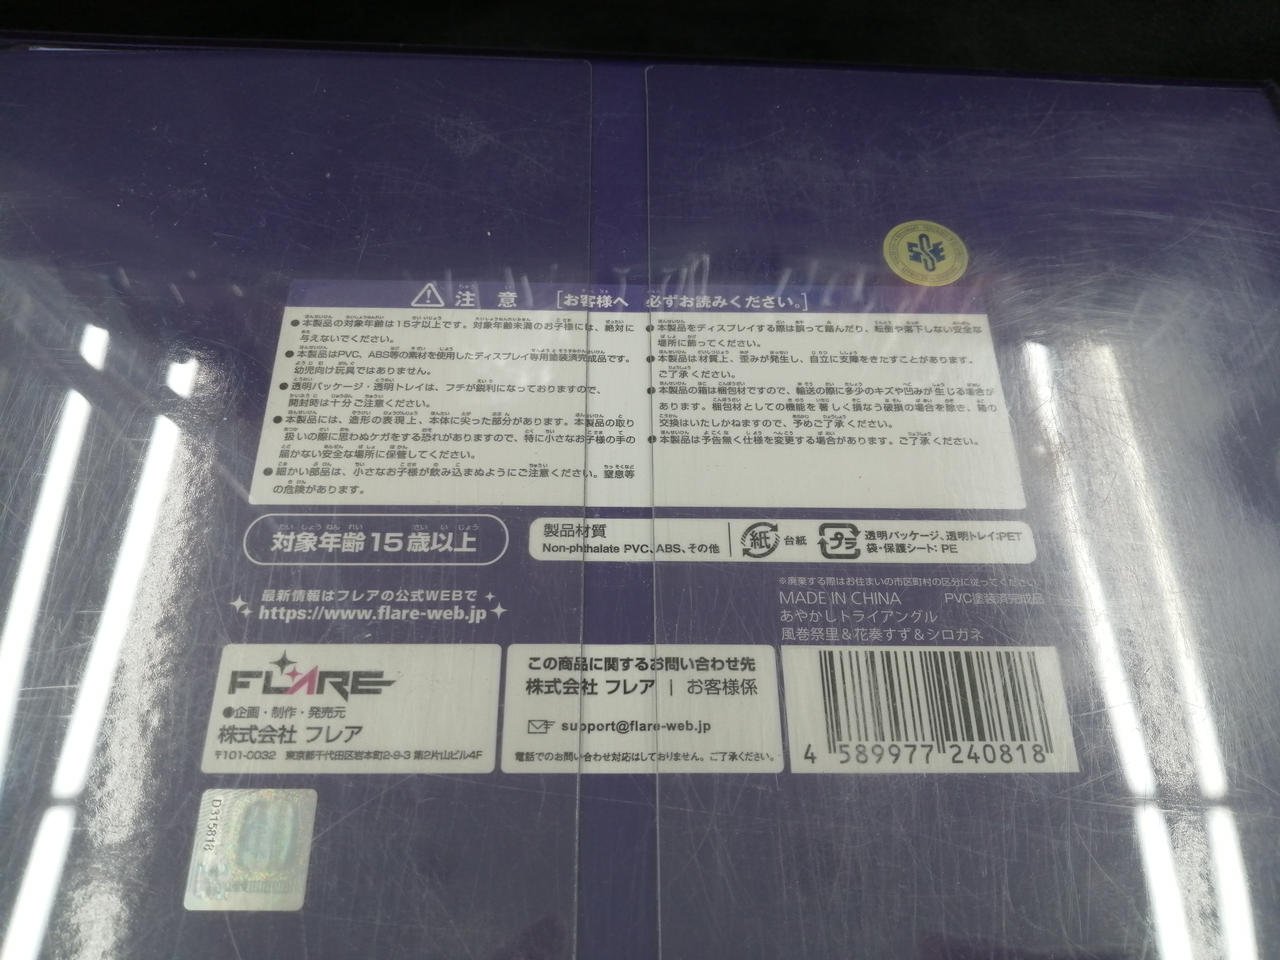 注 意 [お客様へ 必ずお読みください。]
●本製品の対象年齢は15才以上です。対象年齢未満のお子様には、絶対に
与えないでください。
●本製品はPVC、ABS等の素材を使用したディスプレイ専用塗装済完成品です。
幼児向け玩具ではありません。
●透明パッケージ・透明トレイは、フチが鋭利になっておりますので、
開封時は十分ご注意ください。
●本製品には、造形の表現上、本体に尖った部分があります。本製品の取り
扱いの際に思わぬケガをする恐れがありますので、特に小さなお子様の手の
届かない安全な場所に保管してください。
●細かい部品は、小さなお子様が飲み込まぬようにご注意ください。窒息等
の危険があります。
●本製品をディスプレイする際は誤って踏んだり、転倒や落下しない安全な
場所に飾ってください。
●本製品は材質上、歪みが発生し、自立に支障をきたすことがあります。
ご了承ください。
●本製品の箱は梱包材ですので、輸送の際に多少のキズや凹みが生じる場合が
あります。梱包材としての機能を著しく損なう破損の場合を除き、箱の
交換はいたしかねますので、予めご了承ください。
●本製品は予告無く仕様を変更する場合があります。ご了承ください。
対象年齢15歳以上
たいしょうねんれい さいいじょう
製品材質
Non-phthalate PVC、ABS、その他
紙 台紙
プラ 透明パッケージ、透明トレイ:PET
袋・保護シート: PE
※廃棄する際はお住まいの市区町村の区分に従ってください。
最新情報はフレアの公式WEBで
https://www.flare-web.jp
MADE IN CHINA PVC塗装済完成品
あやかしトライアングル
風巻祭里&花奏すず&シロガネ
FLARE
●企画・制作・発売元
株式会社 フレア
〒101-0032 東京都千代田区岩本町2-9-3 第2片山ビル4F
この商品に関するお問い合わせ先
株式会社 フレア | お客様係
support@flare-web.jp
電話でのお問い合わせ対応はしておりません。ご了承ください。
4 589977 240818
D315818